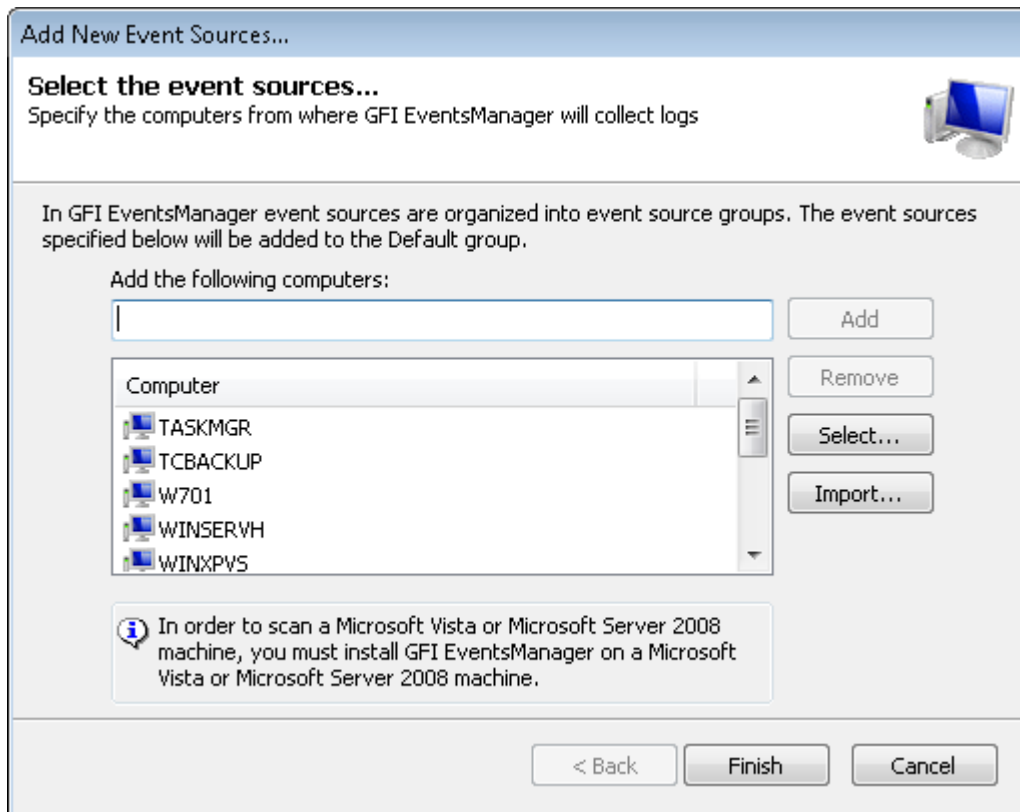 Add New Event Sources...
Select the event sources...
Specify the computers from where GFI EventsManager will collect logs
In GFI EventsManager event sources are organized into event source groups. The event sources
specified below will be added to the Default group.
Add the following computers:
Add
Computer
Remove
TASKMGR
Select...
TCBACKUP
W701
Import...
WINSERVH
WINXPVS
In order to scan a Microsoft Vista or Microsoft Server 2008
machine, you must install GFI EventsManager on a Microsoft
Vista or Microsoft Server 2008 machine.
< Back Finish Cancel